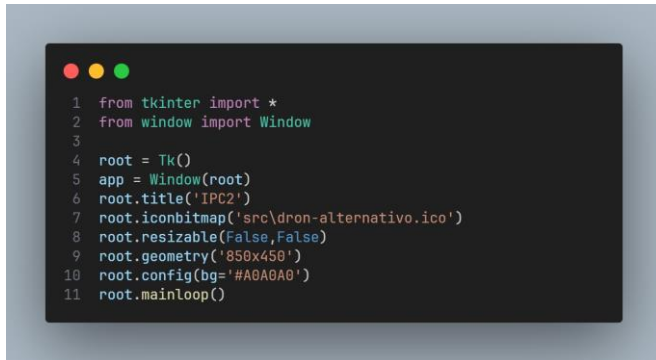 1 from tkinter import *
2 from window import Window
3
4 root = Tk()
5 app = Window(root)
6 root.title('IPC2')
7 root.iconbitmap('src\dron-alternativo.ico')
8 root.resizable(False,False)
9 root.geometry('850x450')
10 root.config(bg='#A0A0A0')
11 root.mainloop()